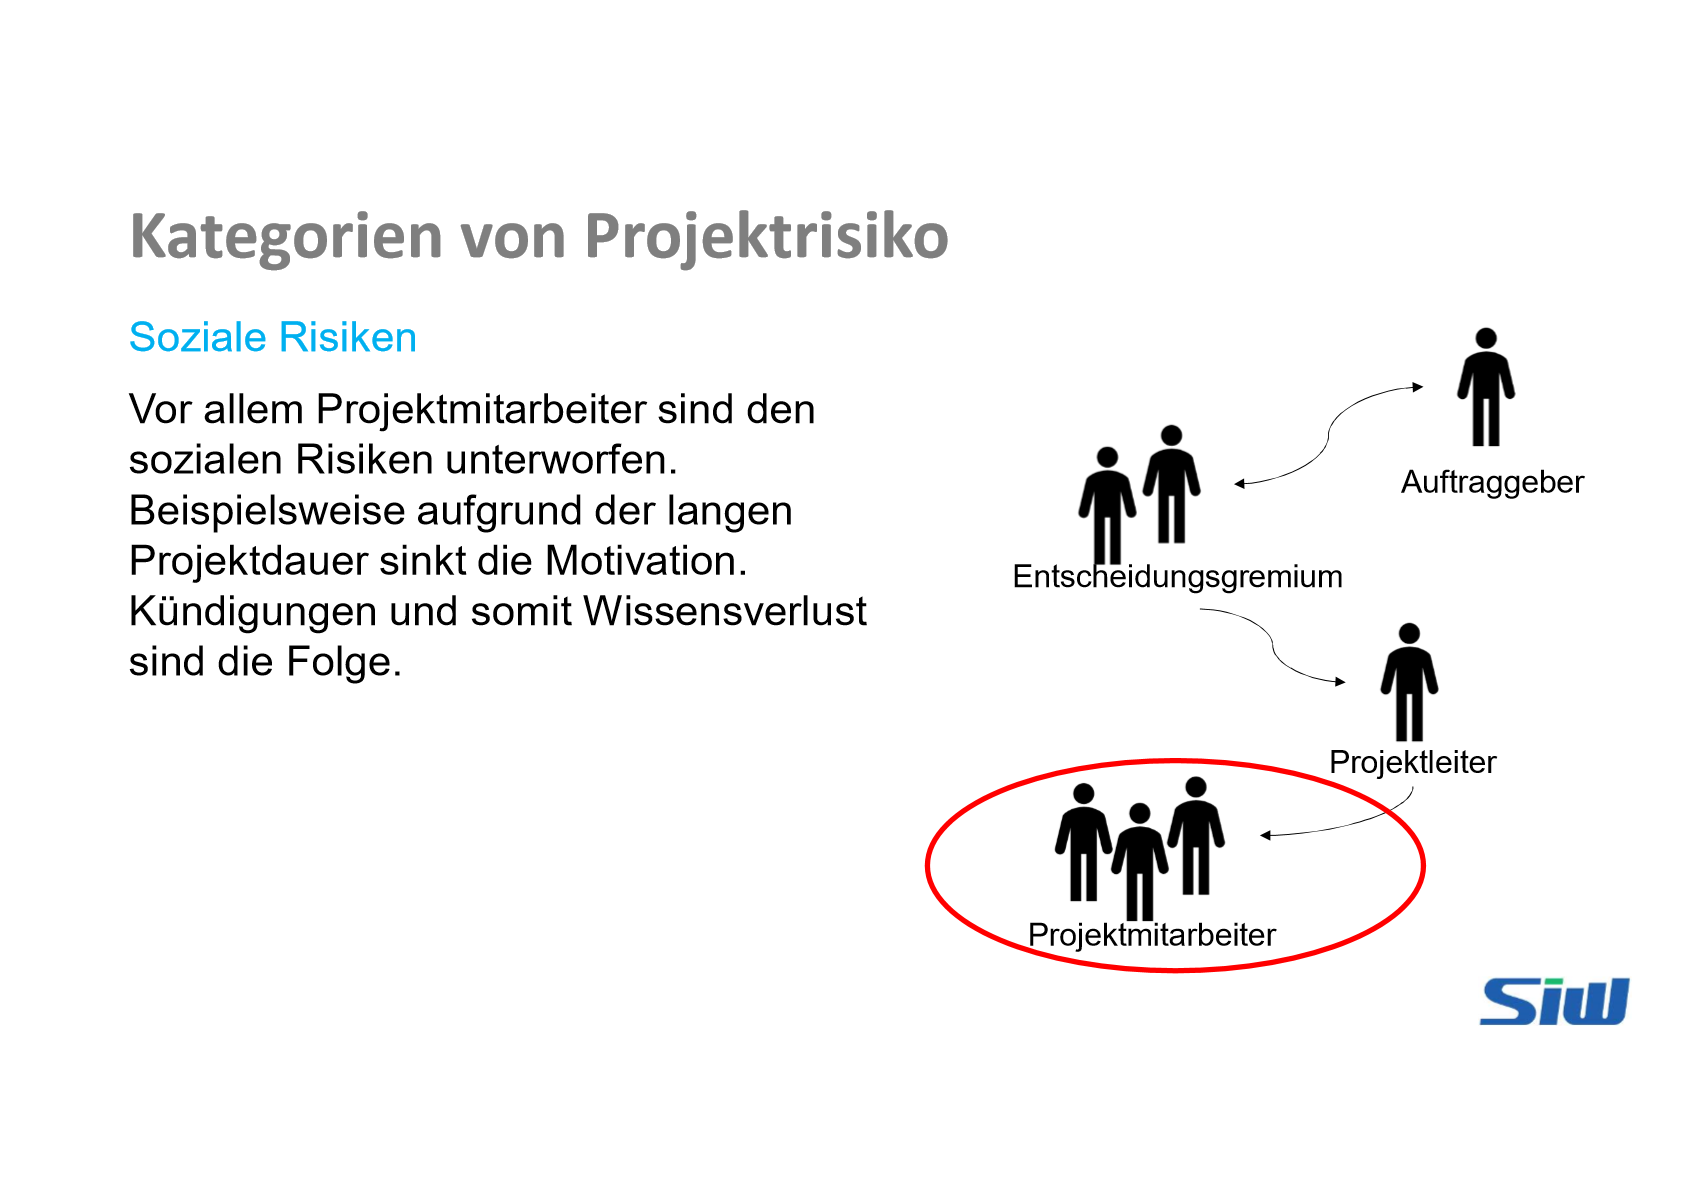 Kategorien von Projektrisiko
Soziale Risiken
Vor allem Projektmitarbeiter sind den
sozialen Risiken unterworfen.
Beispielsweise aufgrund der langen
Projektdauer sinkt die Motivation.
Kündigungen und somit Wissensverlust
sind die Folge.
Auftraggeber
Entscheidungsgremium
Projektleiter
Projektmitarbeiter
Siw